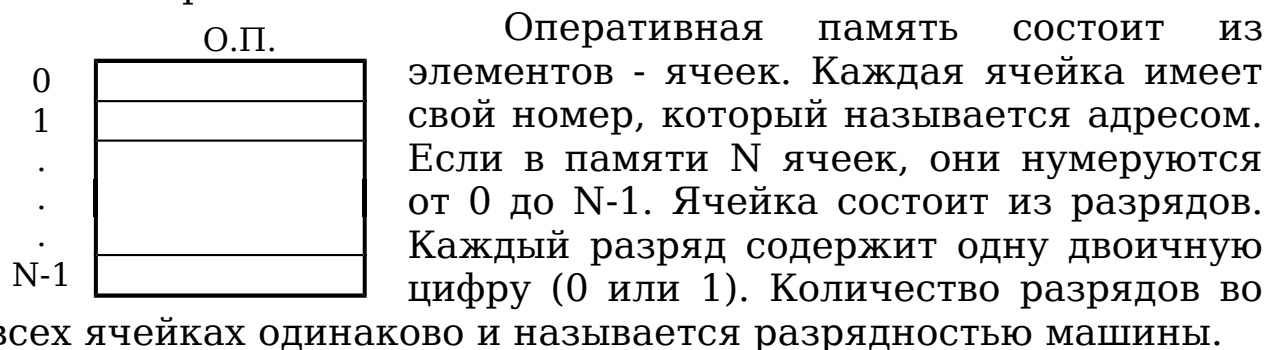 О.П.
0
1
.
.
.
N-1
Оперативная память состоит из
элементов - ячеек. Каждая ячейка имеет
свой номер, который называется адресом.
Если в памяти N ячеек, они нумеруются
от 0 до N-1. Ячейка состоит из разрядов.
Каждый разряд содержит одну двоичную
цифру (0 или 1). Количество разрядов во
всех ячейках одинаково и называется разрядностью машины.